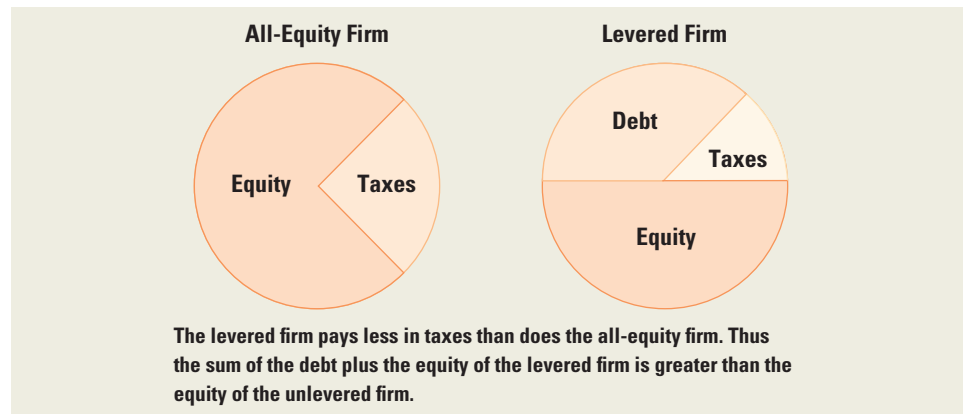 All-Equity Firm
Levered Firm
Equity
Taxes
Debt
Taxes
Equity
The levered firm pays less in taxes than does the all-equity firm. Thus
the sum of the debt plus the equity of the levered firm is greater than the
equity of the unlevered firm.